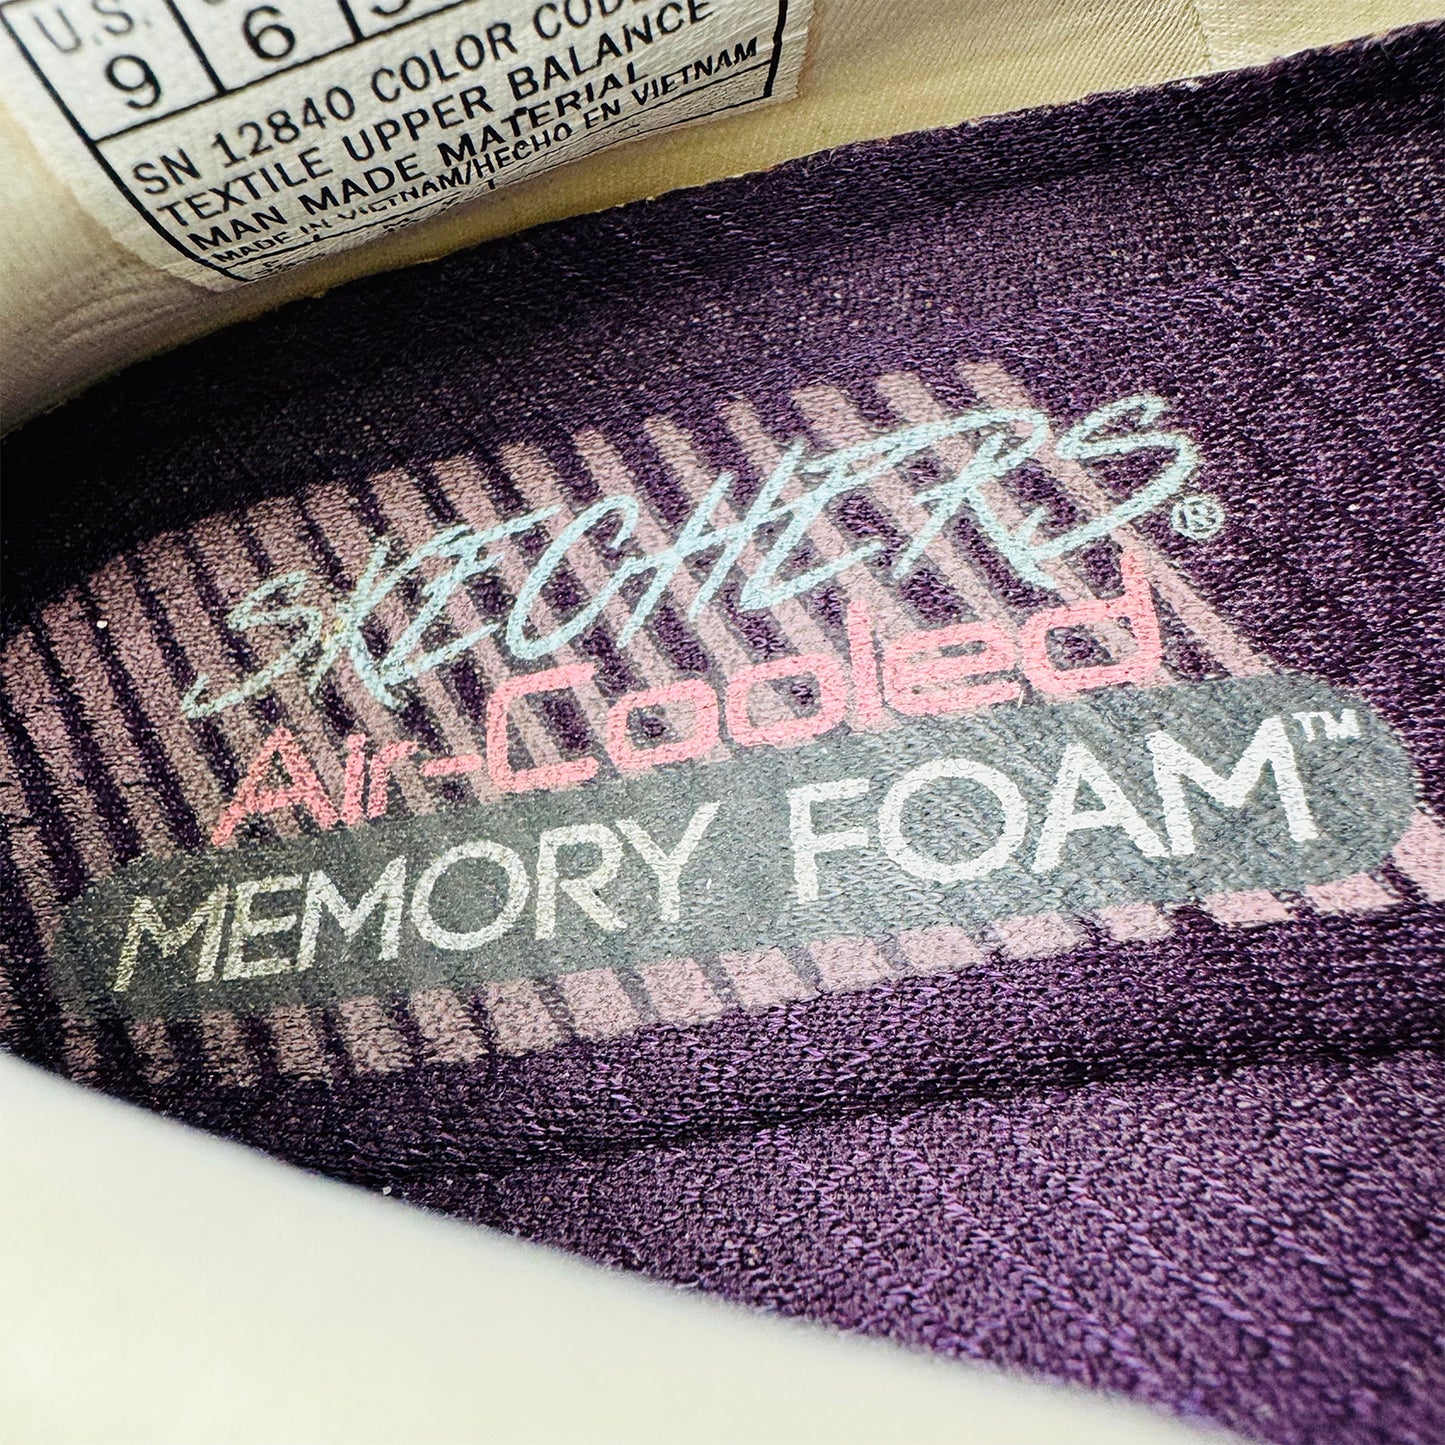 U.S.
9 6
SN 12840 COLOR CODE
TEXTILE UPPER BALANCE
MAN MADE MATERIAL
MADE IN VIETNAM/HECHO EN VIETNAM
SKECHERS®
Air-Cooled
MEMORY FOAM™